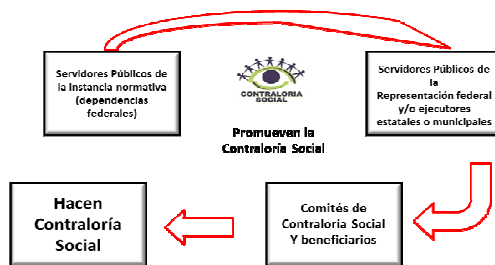 Servidores Públicos de
la Instancia normativa
(dependencias
federales)
CONTRALORIA
SOCIAL
Promueven la
Contraloría Social
Servidores Públicos de
la
Representación federal
y/o ejecutores
estatales o municipales
Hacen
Contraloría
Social
Comités de
Contraloría Social
Y beneficiarios